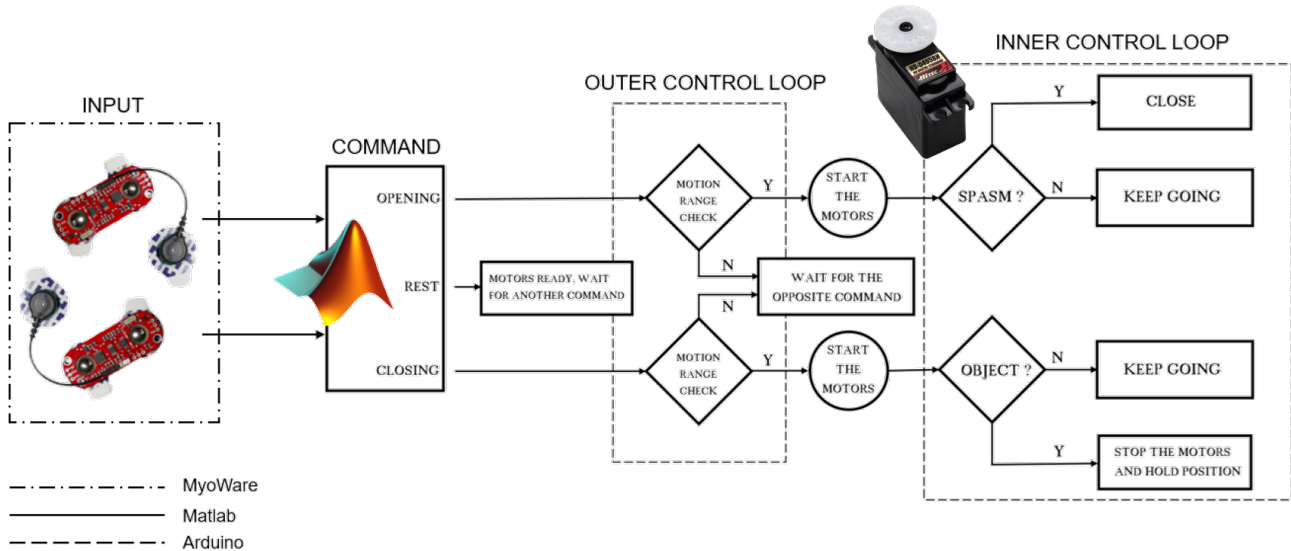 INPUT
COMMAND
OPENING
REST
CLOSING
MOTORS READY, WAIT
FOR ANOTHER COMMAND
OUTER CONTROL LOOP
MOTION
RANGE
CHECK
Y
N
WAIT FOR THE
OPPOSITE COMMAND
N
MOTION
RANGE
CHECK
Y
START
THE
MOTORS
START
THE
MOTORS
HITEC
INNER CONTROL LOOP
SPASM ?
Y
CLOSE
N
KEEP GOING
OBJECT ?
N
KEEP GOING
Y
STOP THE MOTORS
AND HOLD POSITION
MyoWare
Matlab
Arduino